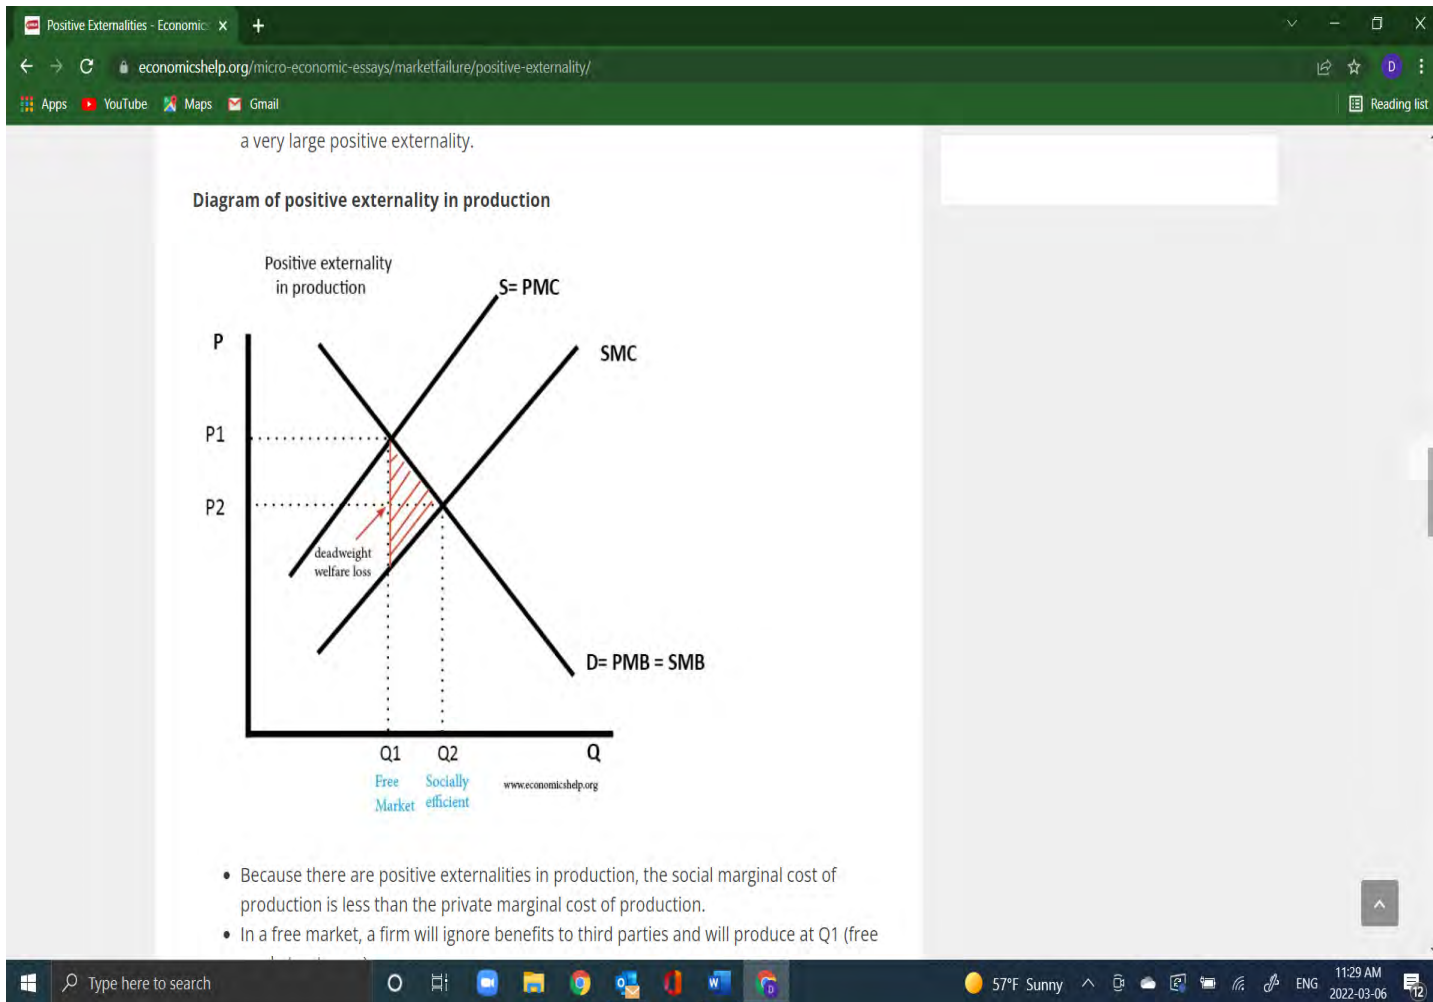 Positive Externalities - Economic
economicshelp.org/micro-economic-essays/marketfailure/positive-externality/
D
Apps YouTube Maps Gmail Reading list
a very large positive externality.
Diagram of positive externality in production
Positive externality
in production
S= PMC
P
SMC
P1
P2
deadweight
welfare loss
D= PMB = SMB
Q1 Q2 Q
Free Socially
Market efficient
www.economicshelp.org
• Because there are positive externalities in production, the social marginal cost of
production is less than the private marginal cost of production.
• In a free market, a firm will ignore benefits to third parties and will produce at Q1 (free
Type here to search
W
D
57°F Sunny
ENG
11:29 AM
2022-03-06
12